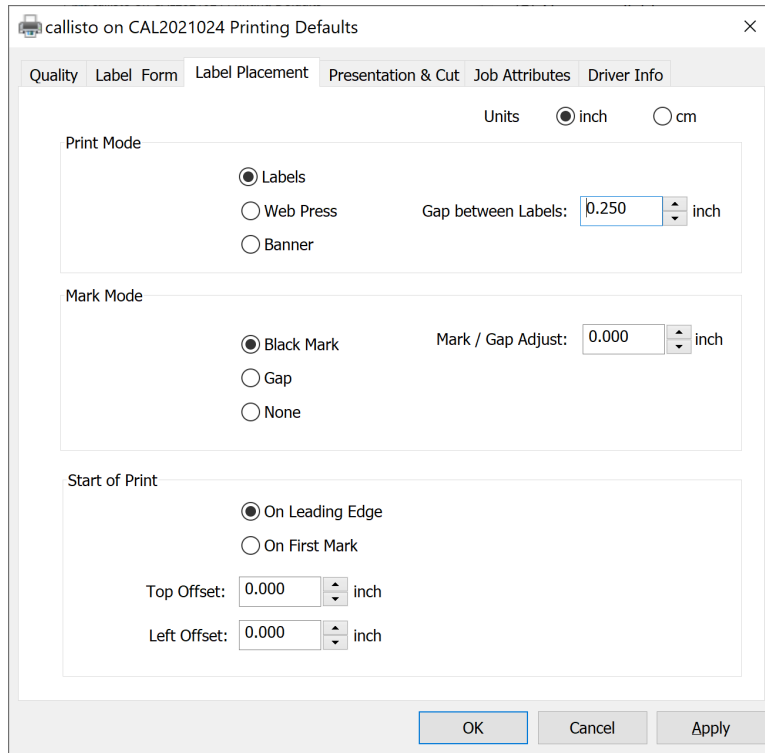 callisto on CAL2021024 Printing Defaults
Quality Label Form Label Placement Presentation & Cut Job Attributes Driver Info
Units inch cm
Print Mode
Labels
Web Press Gap between Labels: 0.250 inch
Banner
Mark Mode
Black Mark Mark / Gap Adjust: 0.000 inch
Gap
None
Start of Print
On Leading Edge
On First Mark
Top Offset: 0.000 inch
Left Offset: 0.000 inch
OK Cancel Apply